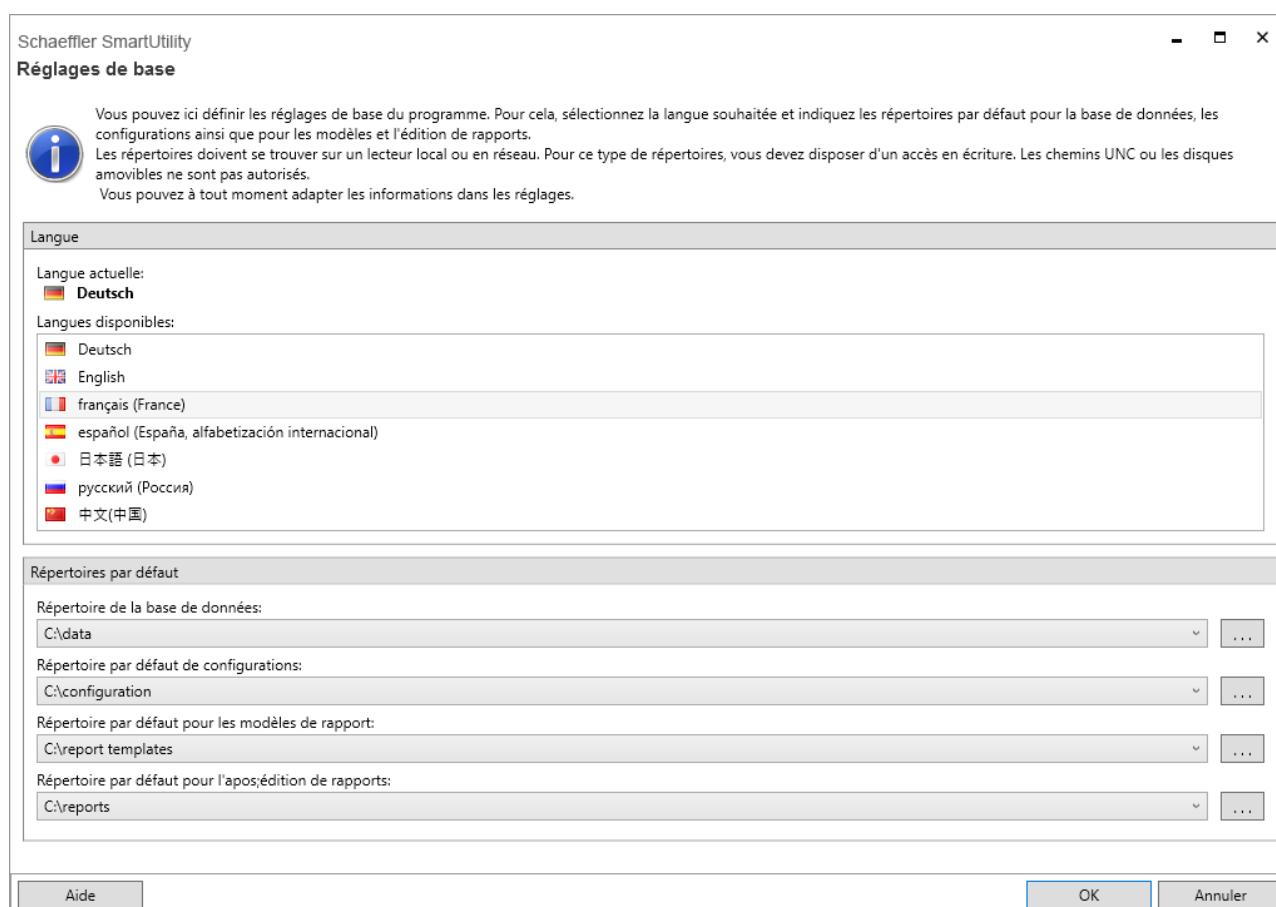 Schaeffler SmartUtility
Réglages de base
Vous pouvez ici définir les réglages de base du programme. Pour cela, sélectionnez la langue souhaitée et indiquez les répertoires par défaut pour la base de données, les
configurations ainsi que pour les modèles et l'édition de rapports.
Les répertoires doivent se trouver sur un lecteur local ou en réseau. Pour ce type de répertoires, vous devez disposer d'un accès en écriture. Les chemins UNC ou les disques
amovibles ne sont pas autorisés.
Vous pouvez à tout moment adapter les informations dans les réglages.
Langue
Langue actuelle:
Deutsch
Langues disponibles:
Deutsch
English
français (France)
español (España, alfabetización internacional)
日本語 (日本)
русский (Россия)
中文(中国)
Répertoires par défaut
Répertoire de la base de données:
C:\data
...
Répertoire par défaut de configurations:
C:\configuration
...
Répertoire par défaut pour les modèles de rapport:
C:\report templates
...
Répertoire par défaut pour l'apos;édition de rapports:
C:\reports
...
Aide
OK
Annuler